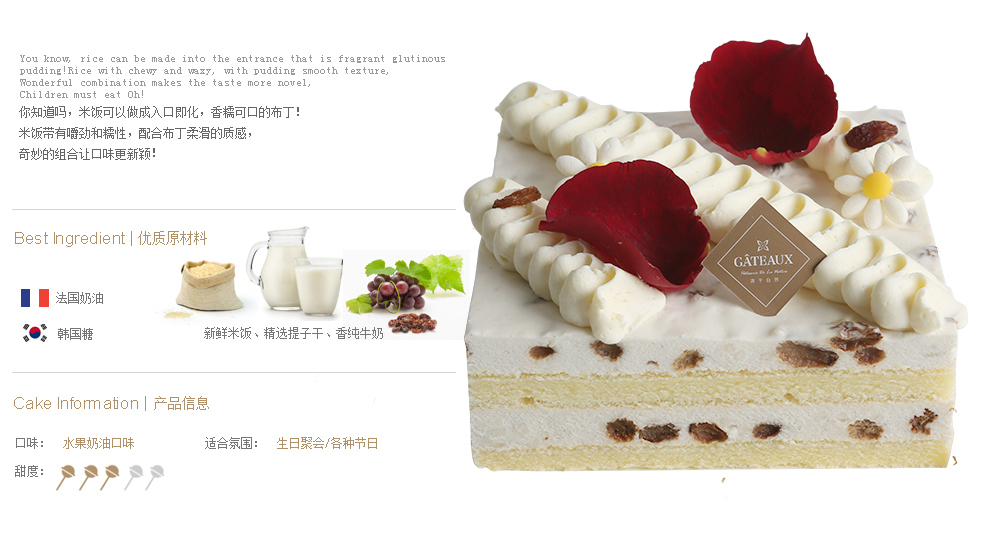 You know, rice can be made into the entrance that is fragrant glutinous
pudding!Rice with chewy and waxy, with pudding smooth texture,
Wonderful combination makes the taste more novel,
Children must eat Oh!
你知道吗，米饭可以做成入口即化，香糯可口的布丁！
米饭带有嚼劲和糯性，配合布丁柔滑的质感，
奇妙的组合让口味更新颖！
Best Ingredient | 优质原材料
法国奶油
韩国糖
新鲜米饭、精选提子干、香纯牛奶
Cake Information | 产品信息
口味： 水果奶油口味 适合氛围： 生日聚会/各种节日
甜度：
GÂTEAUX